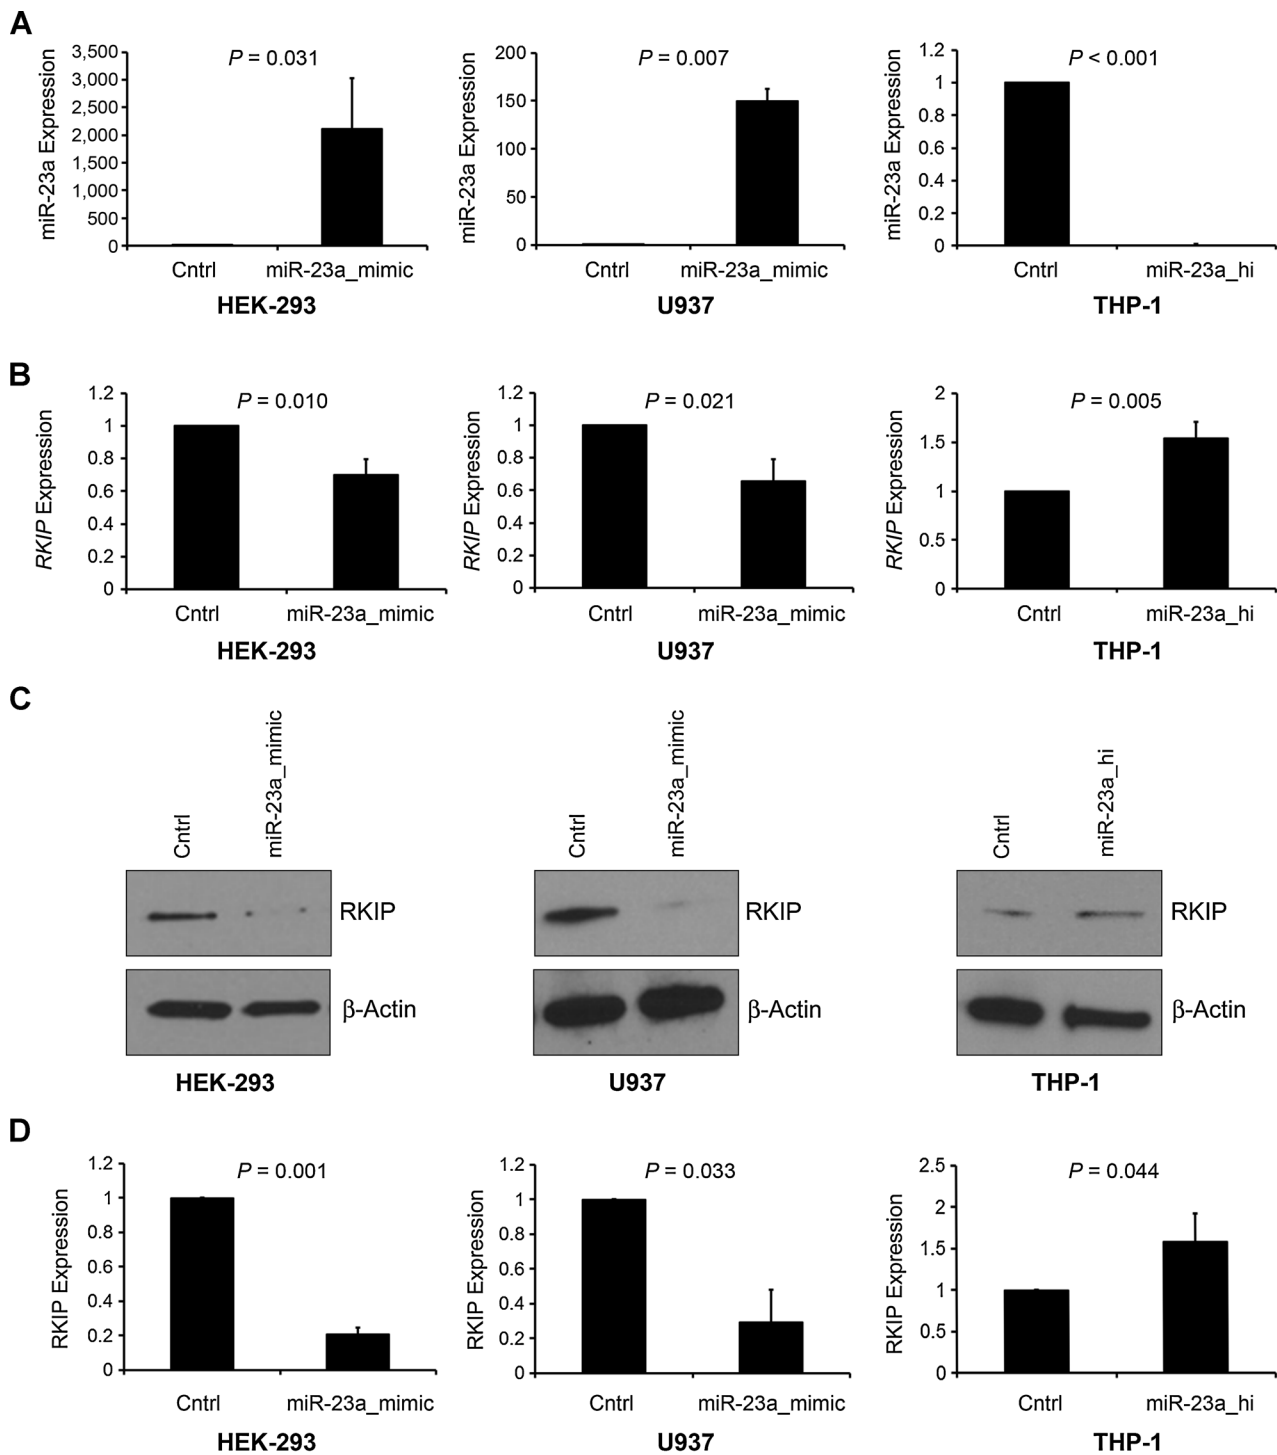 A
miR-23a Expression
3,500
3,000
2,500
2,000
1,500
1,000
500
0
P = 0.031
Cntrl miR-23a_mimic
HEK-293
miR-23a Expression
200
150
100
50
0
P = 0.007
Cntrl miR-23a_mimic
U937
miR-23a Expression
1.2
1
0.8
0.6
0.4
0.2
0
P < 0.001
Cntrl miR-23a_hi
THP-1
B
RKIP Expression
1.2
1
0.8
0.6
0.4
0.2
0
P = 0.010
Cntrl miR-23a_mimic
HEK-293
RKIP Expression
1.2
1
0.8
0.6
0.4
0.2
0
P = 0.021
Cntrl miR-23a_mimic
U937
RKIP Expression
2
1.5
1
0.5
0
P = 0.005
Cntrl miR-23a_hi
THP-1
C
Cntrl
miR-23a_mimic
RKIP
β-Actin
HEK-293
Cntrl
miR-23a_mimic
RKIP
β-Actin
U937
Cntrl
miR-23a_hi
RKIP
β-Actin
THP-1
D
RKIP Expression
1.2
1
0.8
0.6
0.4
0.2
0
P = 0.001
Cntrl miR-23a_mimic
HEK-293
RKIP Expression
1.2
1
0.8
0.6
0.4
0.2
0
P = 0.033
Cntrl miR-23a_mimic
U937
RKIP Expression
2.5
2
1.5
1
0.5
0
P = 0.044
Cntrl miR-23a_hi
THP-1